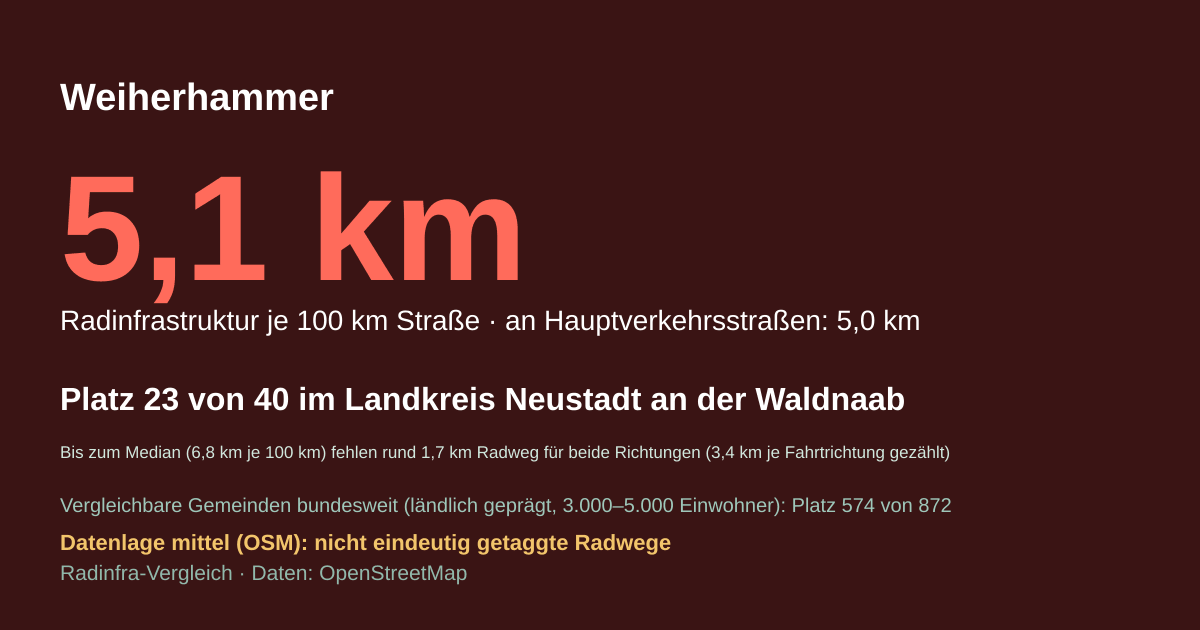 Weiherhammer
5,1 km
Radinfrastruktur je 100 km Straße · an Hauptverkehrsstraßen: 5,0 km
Platz 23 von 40 im Landkreis Neustadt an der Waldnaab
Bis zum Median (6,8 km je 100 km) fehlen rund 1,7 km Radweg für beide Richtungen (3,4 km je Fahrtrichtung gezählt)
Vergleichbare Gemeinden bundesweit (ländlich geprägt, 3.000–5.000 Einwohner): Platz 574 von 872
Datenlage mittel (OSM): nicht eindeutig getaggte Radwege
Radinfra-Vergleich · Daten: OpenStreetMap